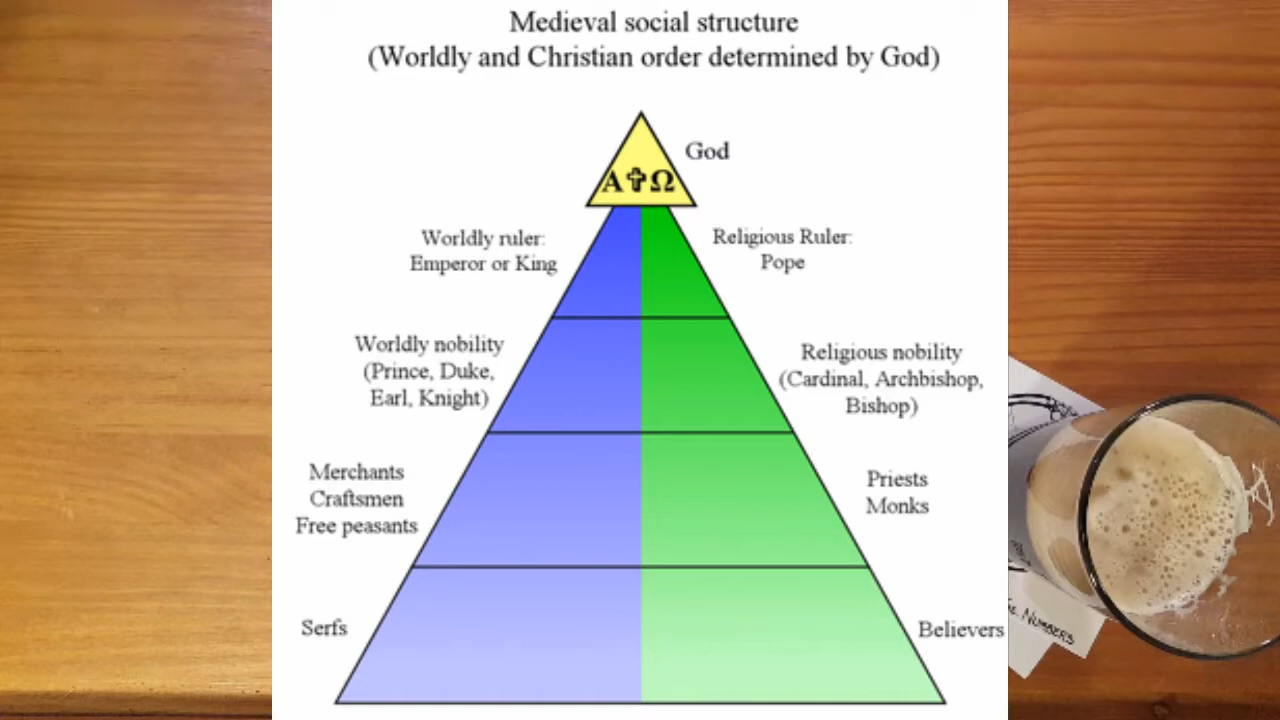 Medieval social structure
(Worldly and Christian order determined by God)
God
Α✞Ω
Worldly ruler:
Emperor or King
Religious Ruler:
Pope
Worldly nobility
(Prince, Duke,
Earl, Knight)
Religious nobility
(Cardinal, Archbishop,
Bishop)
Merchants
Craftsmen
Free peasants
Priests
Monks
Serfs
Believers
NUMBERS